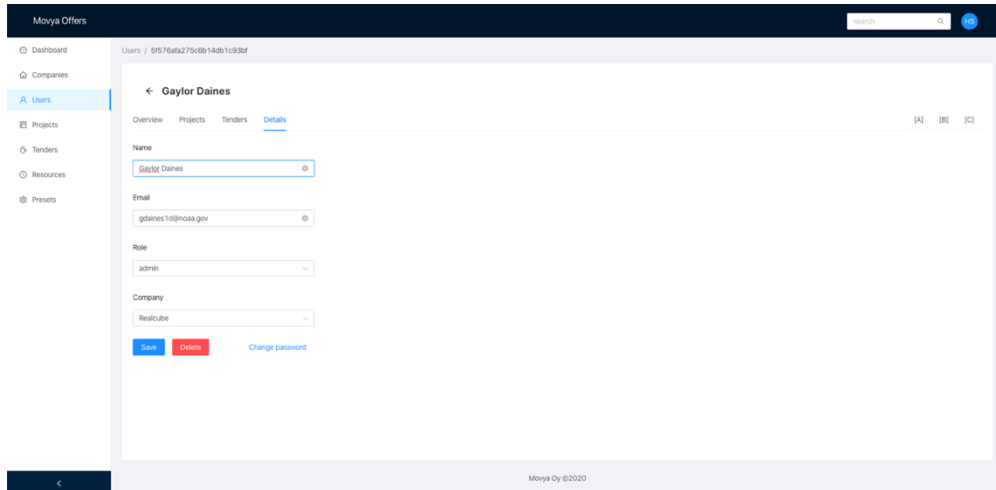 Movya Offers
search
HS
Dashboard
Companies
Users
Projects
Tenders
Resources
Presets
Users / 5f576afa275c6b14db1c93bf
Gaylor Daines
Overview Projects Tenders Details [A] [B] [C]
Name
Gaylor Daines
Email
gdaines1d@noaa.gov
Role
admin
Company
Realcube
Save Delete Change password
Movya Oy ©2020